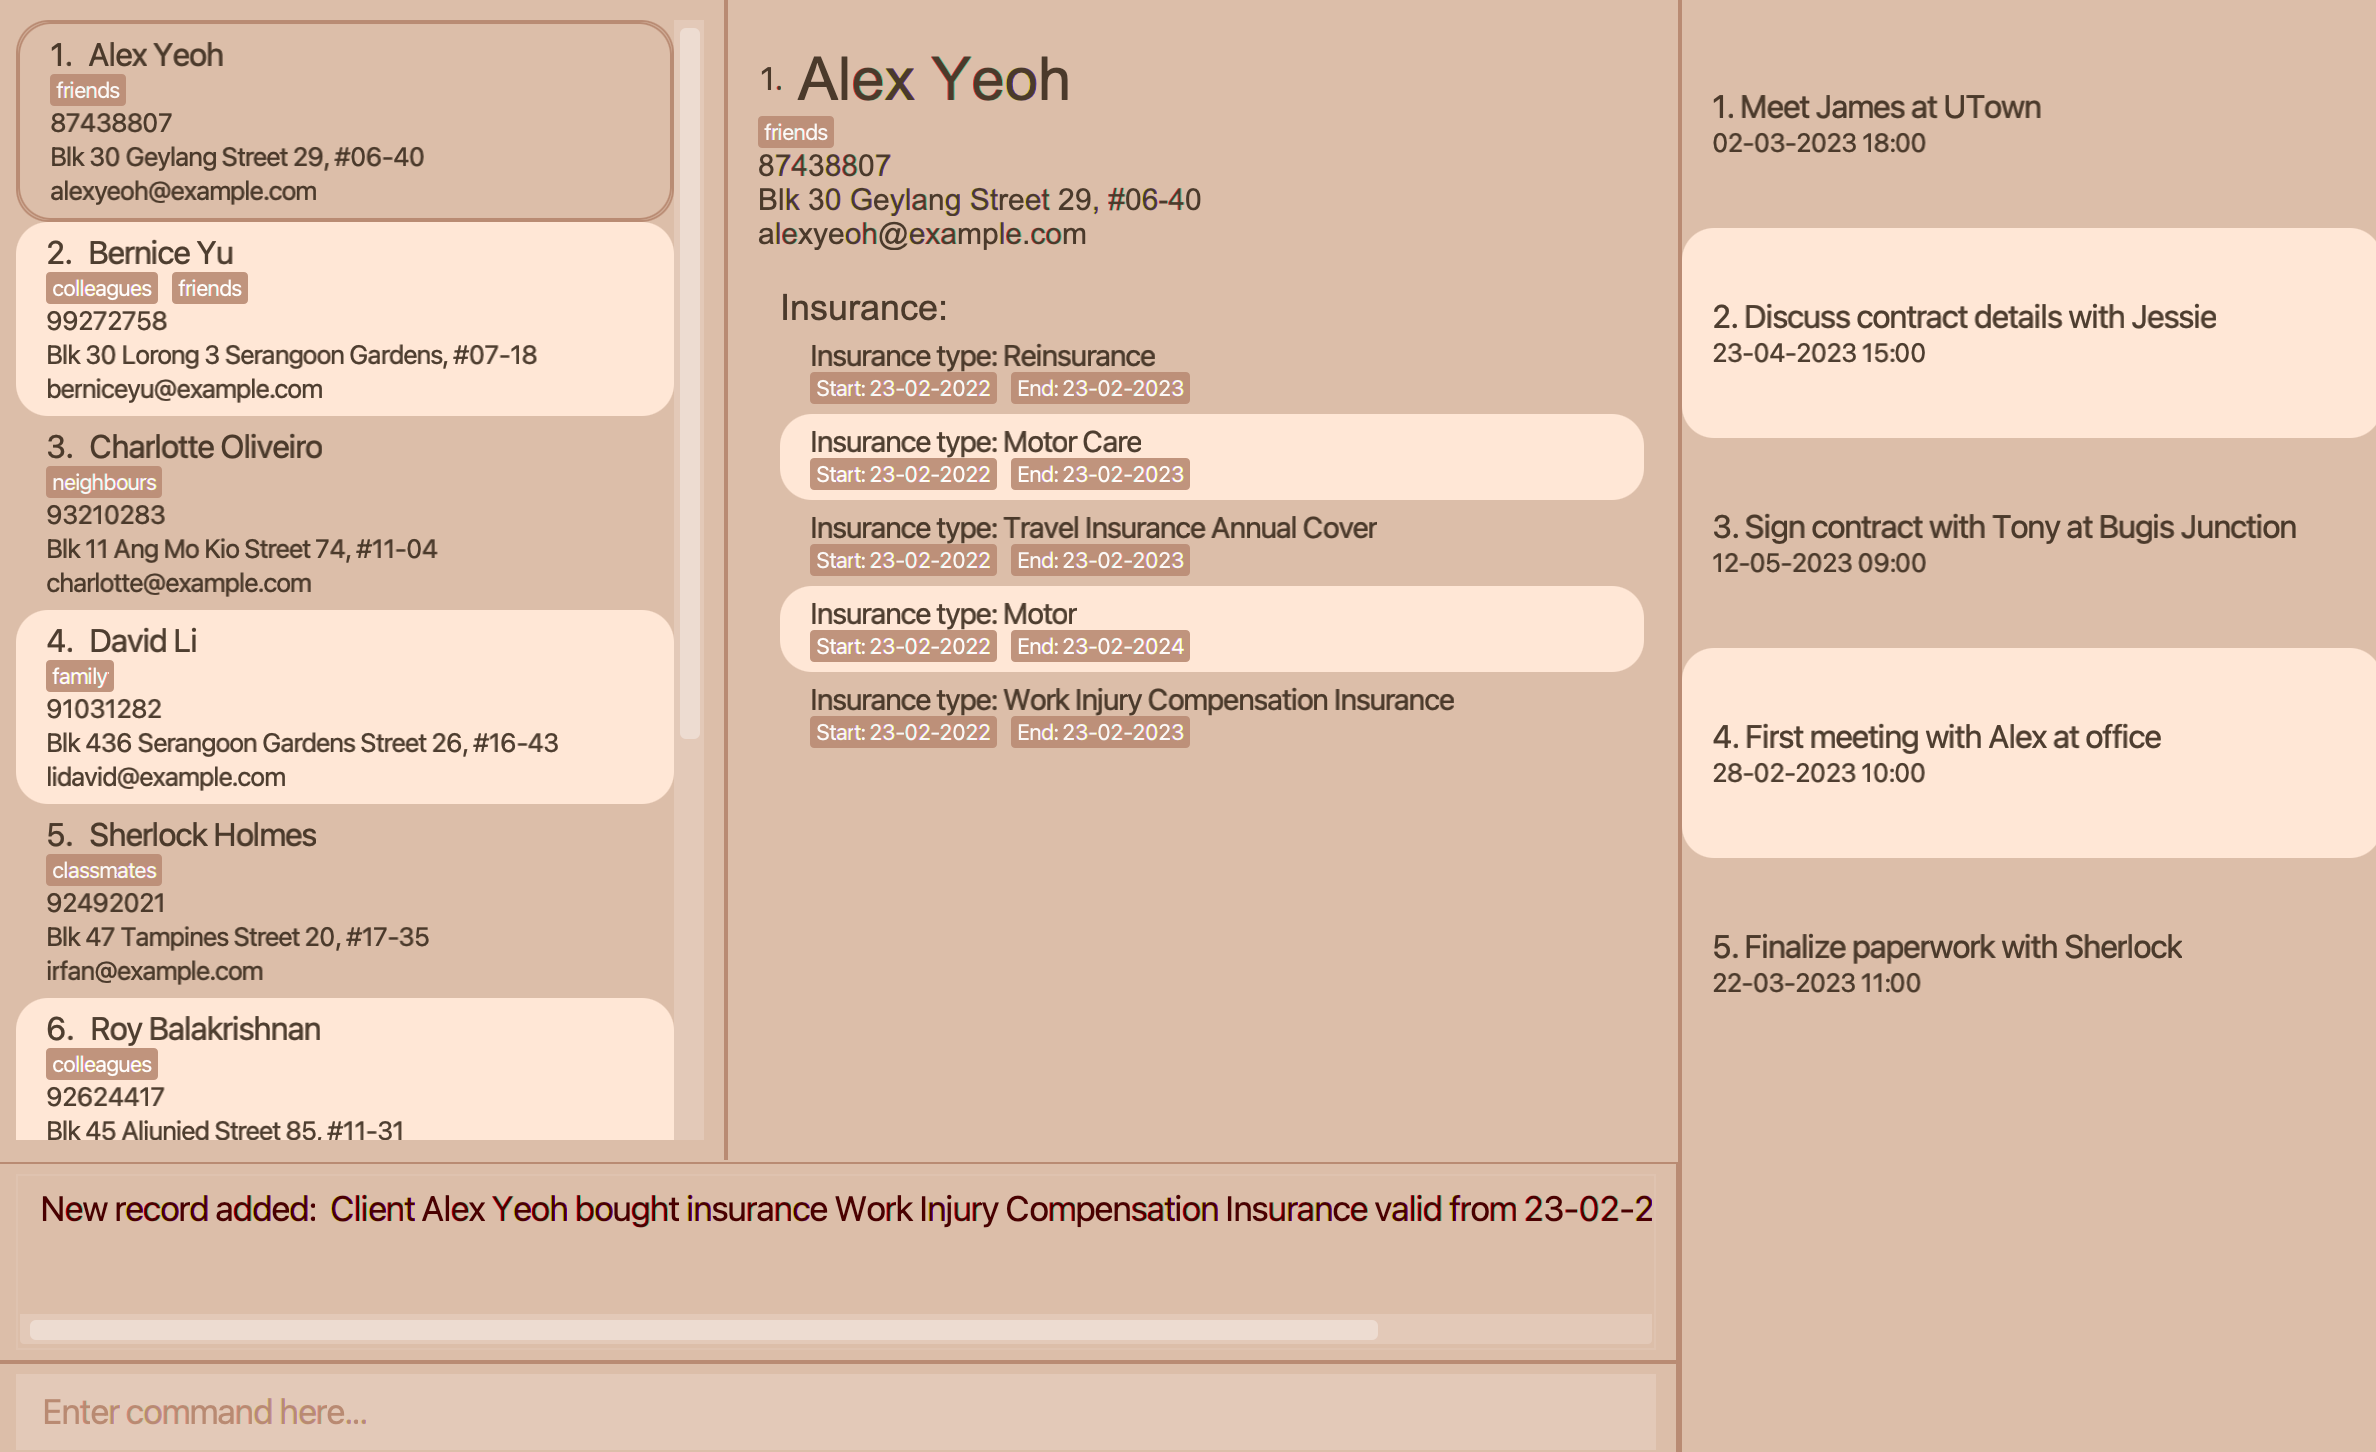 1. Alex Yeoh
friends
87438807
Blk 30 Geylang Street 29, #06-40
alexyeoh@example.com
2. Bernice Yu
colleagues friends
99272758
Blk 30 Lorong 3 Serangoon Gardens, #07-18
berniceyu@example.com
3. Charlotte Oliveiro
neighbours
93210283
Blk 11 Ang Mo Kio Street 74, #11-04
charlotte@example.com
4. David Li
family
91031282
Blk 436 Serangoon Gardens Street 26, #16-43
lidavid@example.com
5. Sherlock Holmes
classmates
92492021
Blk 47 Tampines Street 20, #17-35
irfan@example.com
6. Roy Balakrishnan
colleagues
92624417
Blk 45 Aljunied Street 85, #11-31
1. Alex Yeoh
friends
87438807
Blk 30 Geylang Street 29, #06-40
alexyeoh@example.com
Insurance:
Insurance type: Reinsurance
Start: 23-02-2022 End: 23-02-2023
Insurance type: Motor Care
Start: 23-02-2022 End: 23-02-2023
Insurance type: Travel Insurance Annual Cover
Start: 23-02-2022 End: 23-02-2023
Insurance type: Motor
Start: 23-02-2022 End: 23-02-2024
Insurance type: Work Injury Compensation Insurance
Start: 23-02-2022 End: 23-02-2023
1. Meet James at UTown
02-03-2023 18:00
2. Discuss contract details with Jessie
23-04-2023 15:00
3. Sign contract with Tony at Bugis Junction
12-05-2023 09:00
4. First meeting with Alex at office
28-02-2023 10:00
5. Finalize paperwork with Sherlock
22-03-2023 11:00
New record added: Client Alex Yeoh bought insurance Work Injury Compensation Insurance valid from 23-02-2
Enter command here...